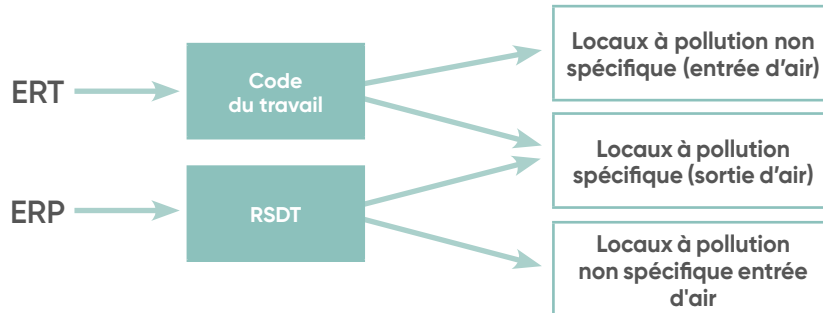 ERT
Code
du travail
Locaux à pollution non
spécifique (entrée d’air)
Locaux à pollution
spécifique (sortie d’air)
ERP
RSDT
Locaux à pollution
non spécifique entrée
d'air